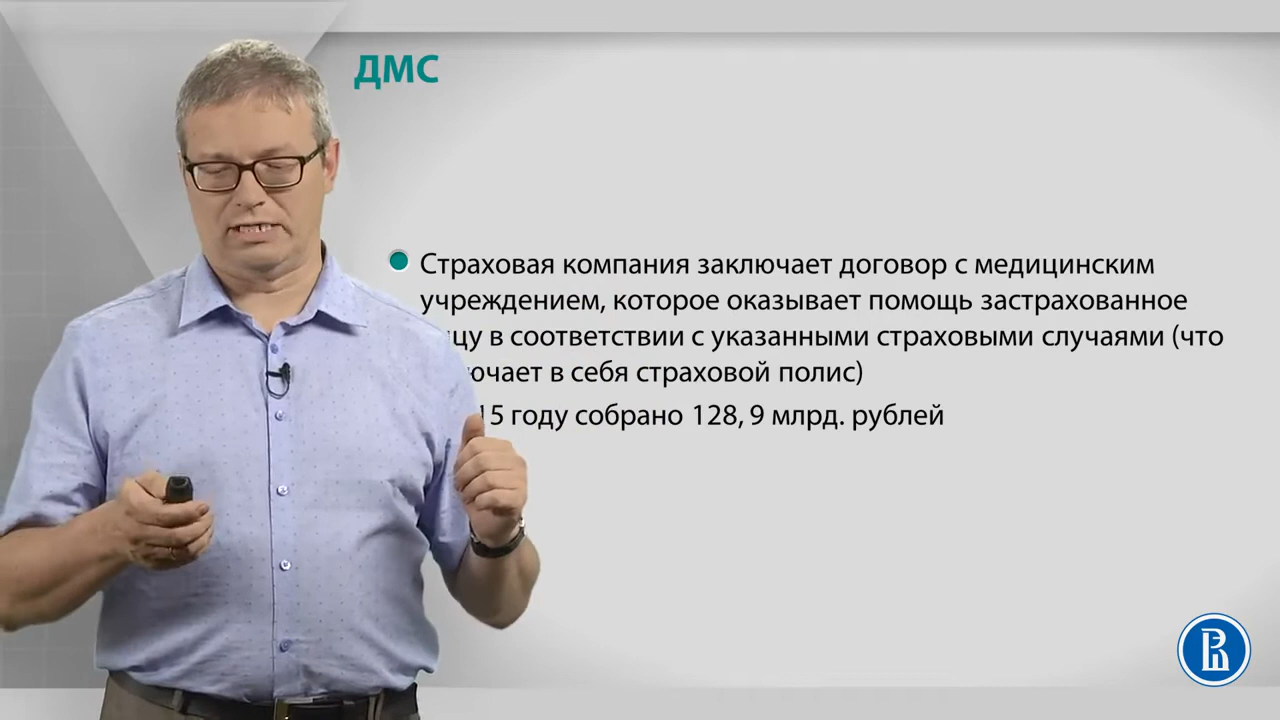 ДМС
Страховая компания заключает договор с медицинским
учреждением, которое оказывает помощь застрахованное
в соответствии с указанными страховыми случаями (что
в себя страховой полис)
году собрано 128, 9 млрд. рублей